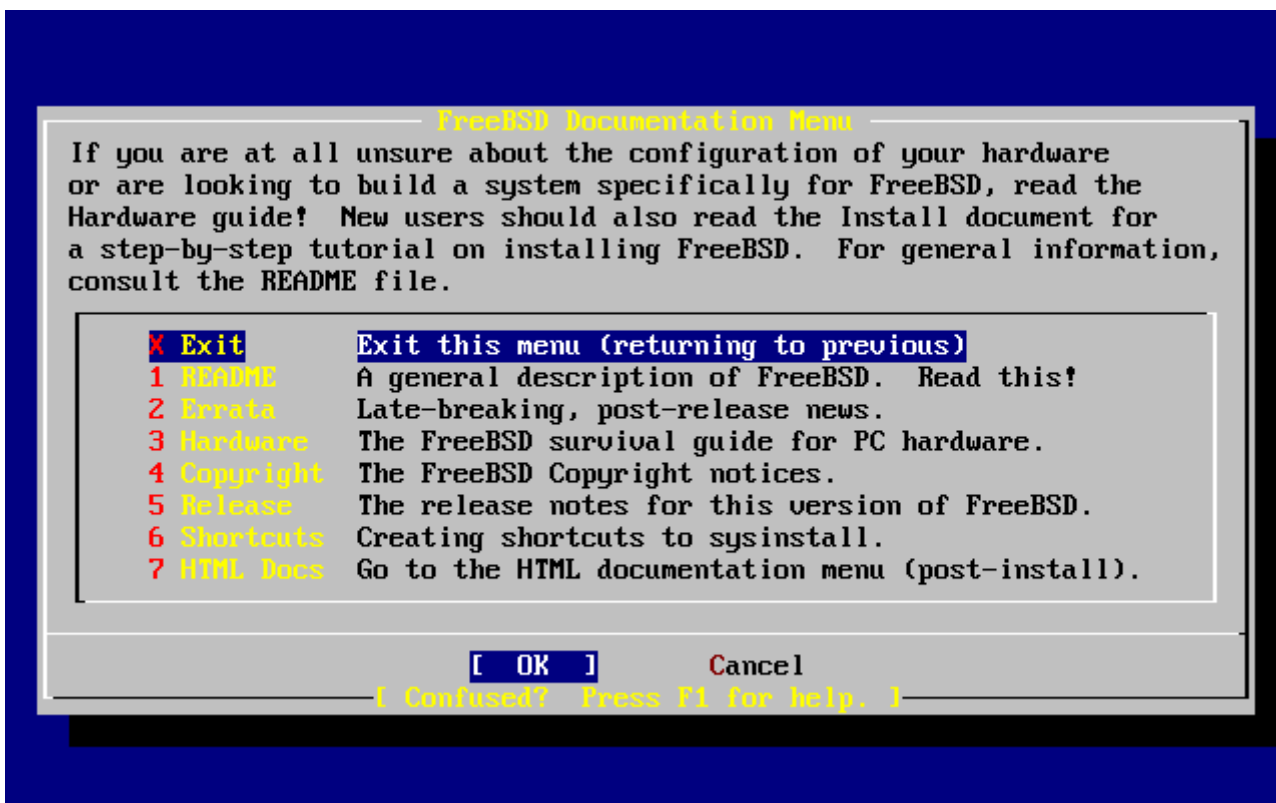 FreeBSD Documentation Menu
If you are at all unsure about the configuration of your hardware
or are looking to build a system specifically for FreeBSD, read the
Hardware guide!  New users should also read the Install document for
a step-by-step tutorial on installing FreeBSD.  For general information,
consult the README file.
X Exit     Exit this menu (returning to previous)
1 README     A general description of FreeBSD.  Read this!
2 Errata     Late-breaking, post-release news.
3 Hardware   The FreeBSD survival guide for PC hardware.
4 Copyright  The FreeBSD Copyright notices.
5 Release    The release notes for this version of FreeBSD.
6 Shortcuts  Creating shortcuts to sysinstall.
7 HTML Docs  Go to the HTML documentation menu (post-install).
[  OK  ]       Cancel
[ Confused?  Press F1 for help. ]